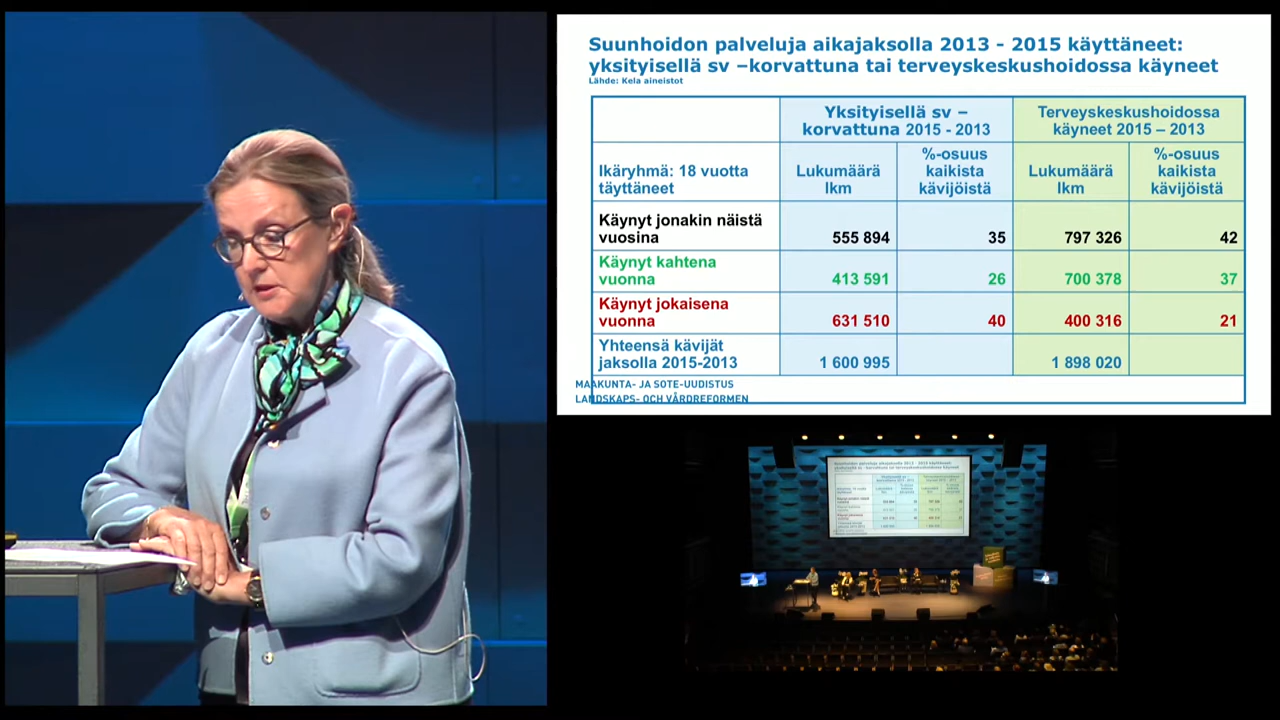 Suunhoidon palveluja aikajaksolla 2013 - 2015 käyttäneet:
yksityisellä sv –korvattuna tai terveyskeskushoidossa käyneet
Lähde: Kela aineistot
Yksityisellä sv –
korvattuna 2015 - 2013
Terveyskeskushoidossa
käyneet 2015 – 2013
Ikäryhmä: 18 vuotta
täyttäneet
Lukumäärä
lkm
%-osuus
kaikista
kävijöistä
Lukumäärä
lkm
%-osuus
kaikista
kävijöistä
Käynyt jonakin näistä
vuosina
555 894
35
797 326
42
Käynyt kahtena
vuonna
413 591
26
700 378
37
Käynyt jokaisena
vuonna
631 510
40
400 316
21
Yhteensä kävijät
jaksolla 2015-2013
1 600 995
1 898 020
MAAKUNTA- JA SOTE-UUDISTUS
LANDSKAPS- OCH VÅRDREFORMEN